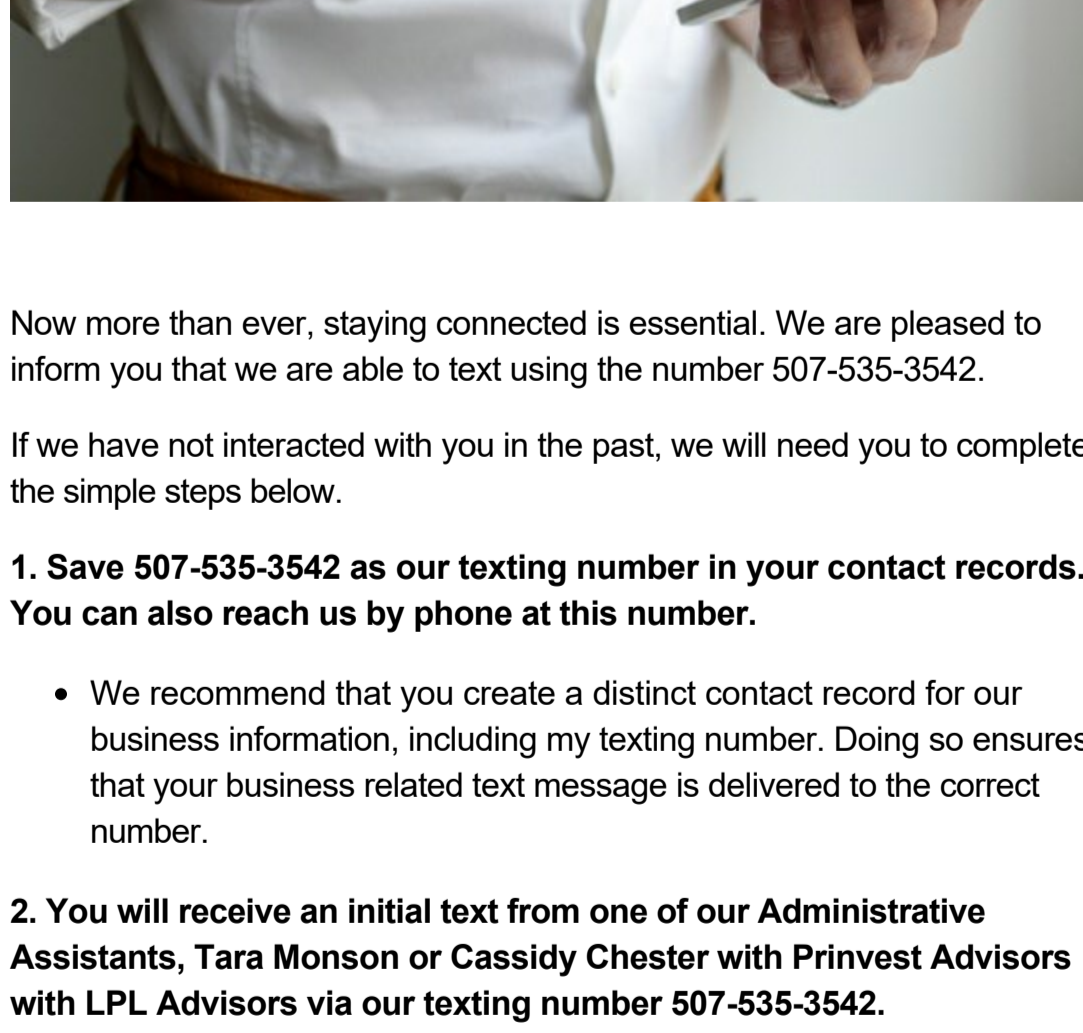 Now more than ever, staying connected is essential. We are pleased to
inform you that we are able to text using the number 507-535-3542.
If we have not interacted with you in the past, we will need you to complete
the simple steps below.
1. Save 507-535-3542 as our texting number in your contact records.
You can also reach us by phone at this number.
• We recommend that you create a distinct contact record for our
business information, including my texting number. Doing so ensures
that your business related text message is delivered to the correct
number.
2. You will receive an initial text from one of our Administrative
Assistants, Tara Monson or Cassidy Chester with Prinvest Advisors
with LPL Advisors via our texting number 507-535-3542.